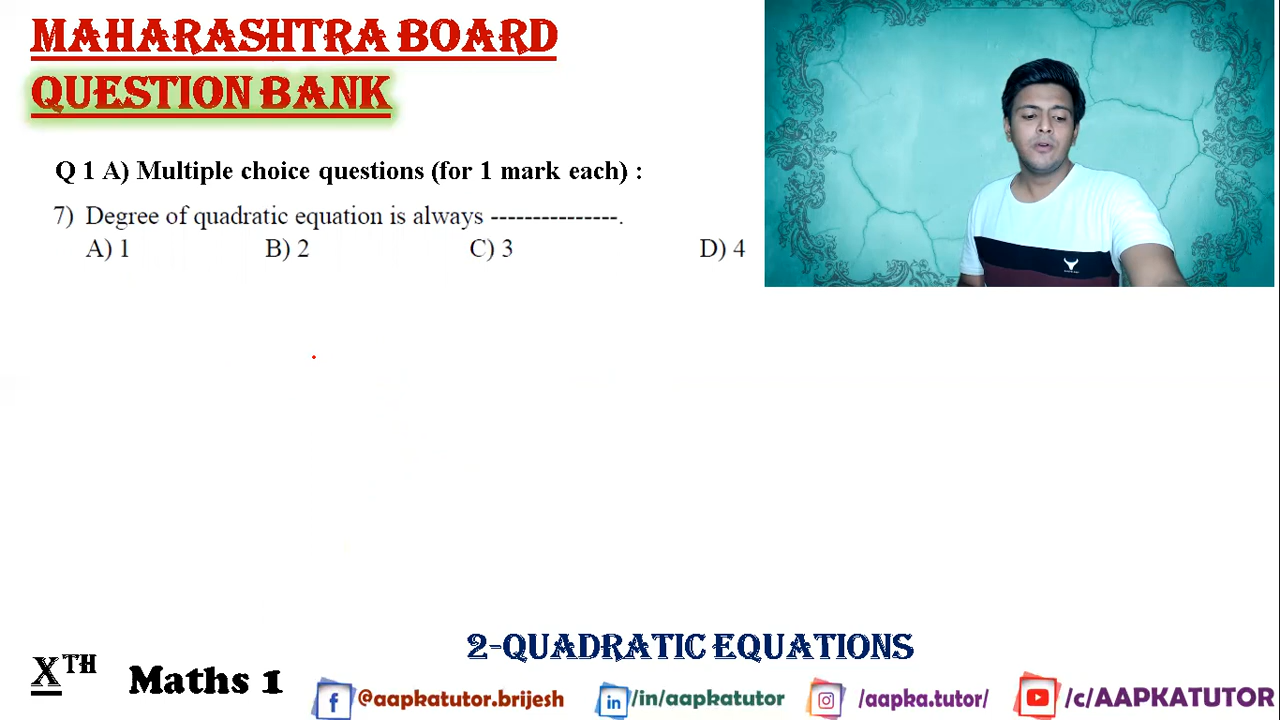 MAHARASHTRA BOARD
QUESTION BANK
Q 1 A) Multiple choice questions (for 1 mark each) :
7) Degree of quadratic equation is always ---------------.
A) 1 B) 2 C) 3 D) 4
2-QUADRATIC EQUATIONS
XTH Maths 1
@aapkatutor.brijesh /in/aapkatutor /aapka.tutor/ /c/AAPKATUTOR